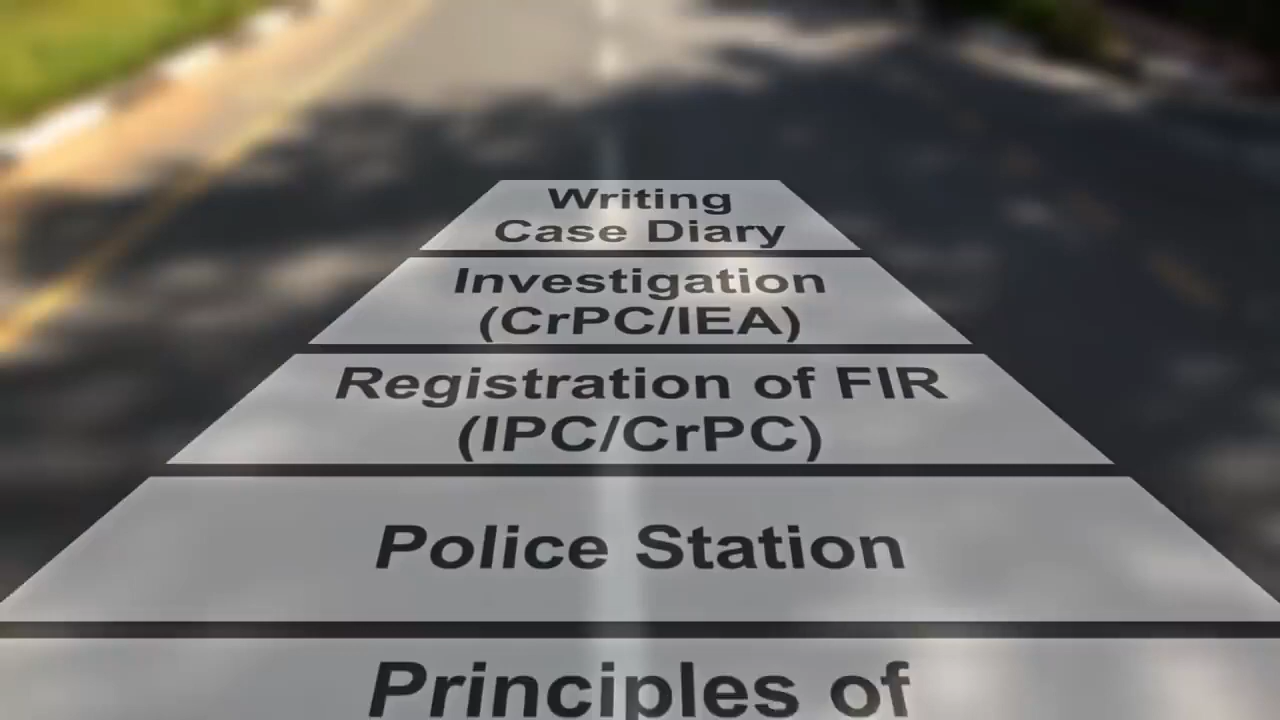 Writing
Case Diary
Investigation
(CrPC/IEA)
Registration of FIR
(IPC/CrPC)
Police Station
Principles of